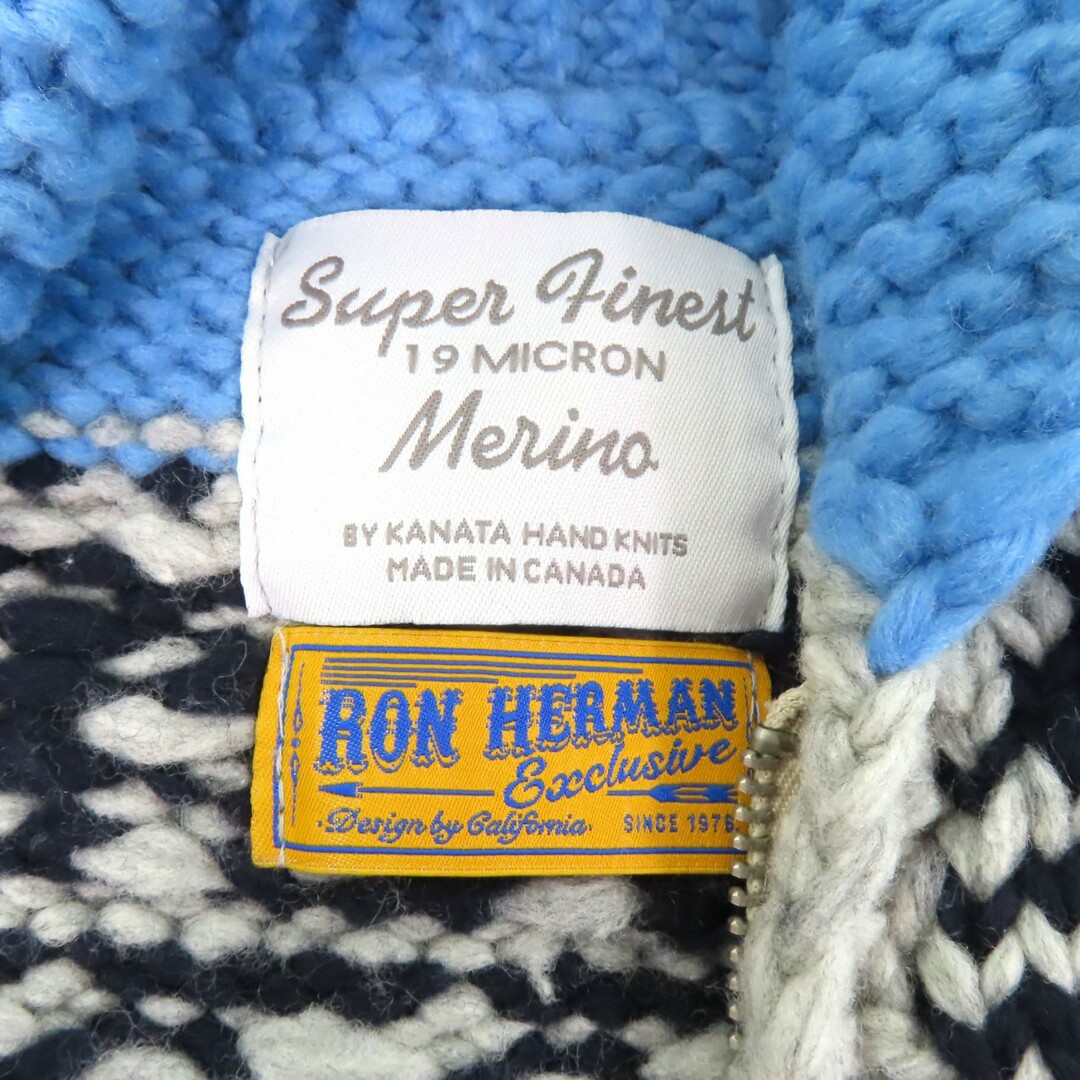 Super Finest
19 MICRON
Merino
BY KANATA HAND KNITS
MADE IN CANADA
RON HERMAN
Exclusive
·Design by California· SINCE 1976